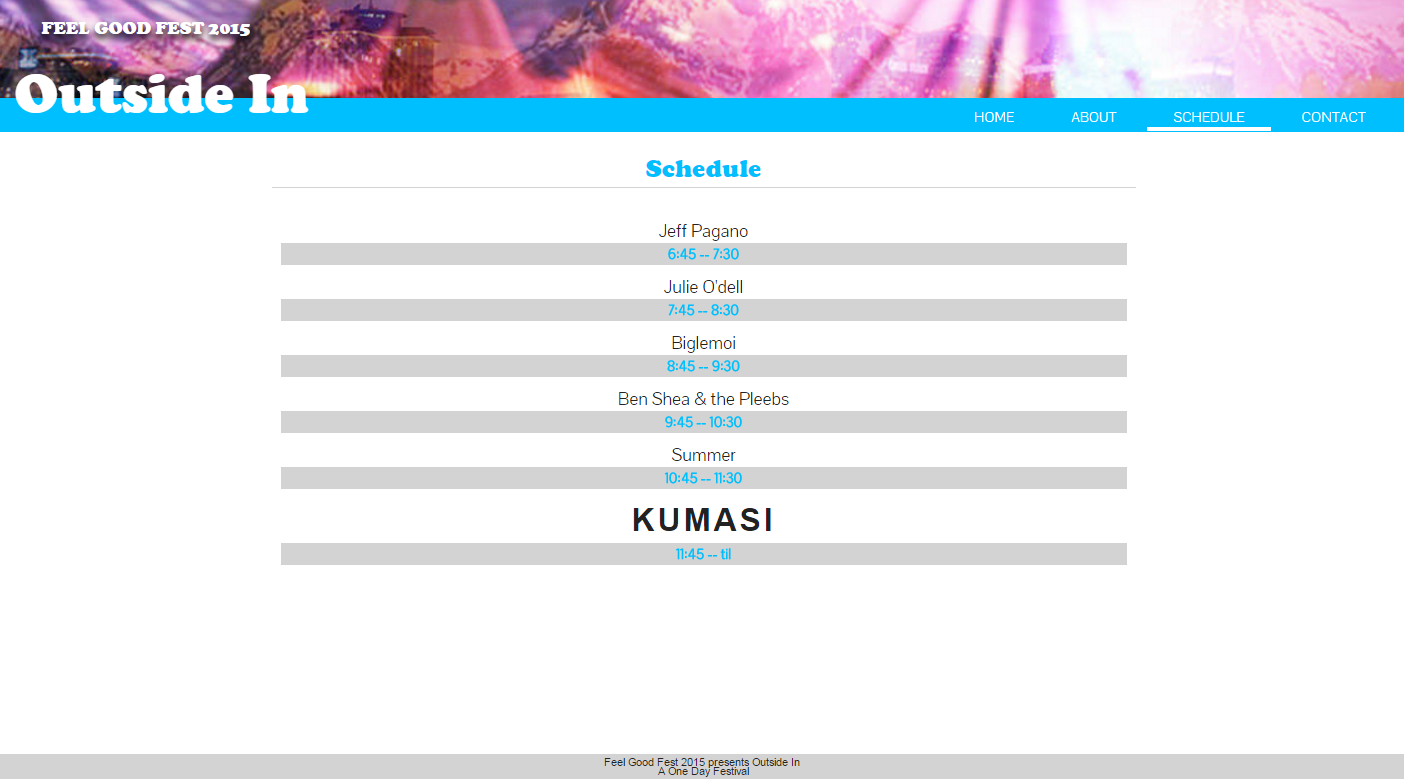 FEEL GOOD FEST 2015
Outside In
HOME ABOUT SCHEDULE CONTACT
Schedule
Jeff Pagano
6:45 -- 7:30
Julie O'dell
7:45 -- 8:30
Biglemoi
8:45 -- 9:30
Ben Shea & the Pleebs
9:45 -- 10:30
Summer
10:45 -- 11:30
KUMASI
11:45 -- til
Feel Good Fest 2015 presents Outside In
A One Day Festival